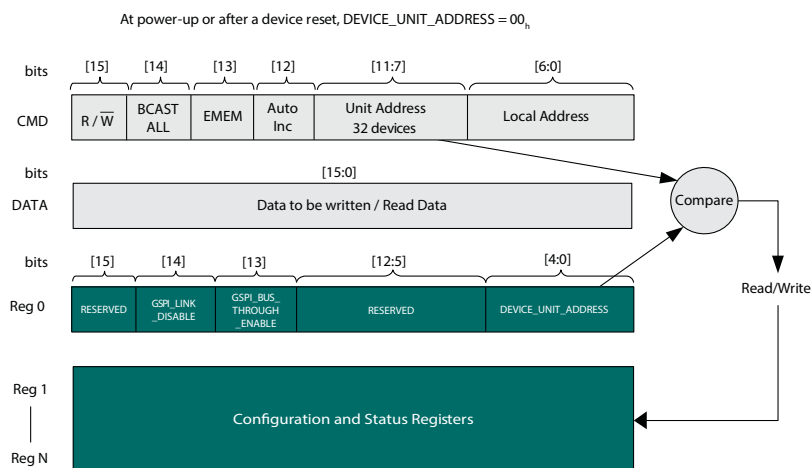 At power-up or after a device reset, DEVICE_UNIT_ADDRESS = 00h
bits [15] [14] [13] [12] [11:7] [6:0]
CMD R / W BCAST ALL EMEM Auto Inc Unit Address 32 devices Local Address
bits [15:0]
DATA Data to be written / Read Data
Compare
bits [15] [14] [13] [12:5] [4:0]
Reg 0 RESERVED GSPI_LINK _DISABLE GSPI_BUS_ THROUGH _ENABLE RESERVED DEVICE_UNIT_ADDRESS
Read/Write
Reg 1
Configuration and Status Registers
Reg N